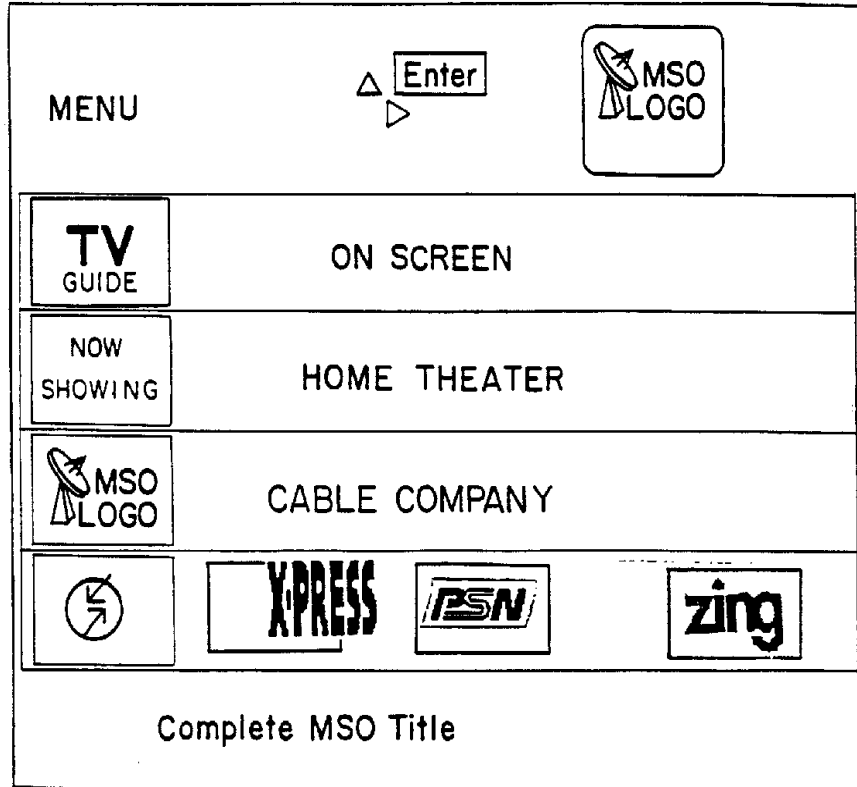 MENU
Enter
MSO
LOGO
TV
GUIDE
ON SCREEN
NOW
SHOWING
HOME THEATER
MSO
LOGO
CABLE COMPANY
X·PRESS
PSN
zing
Complete MSO Title